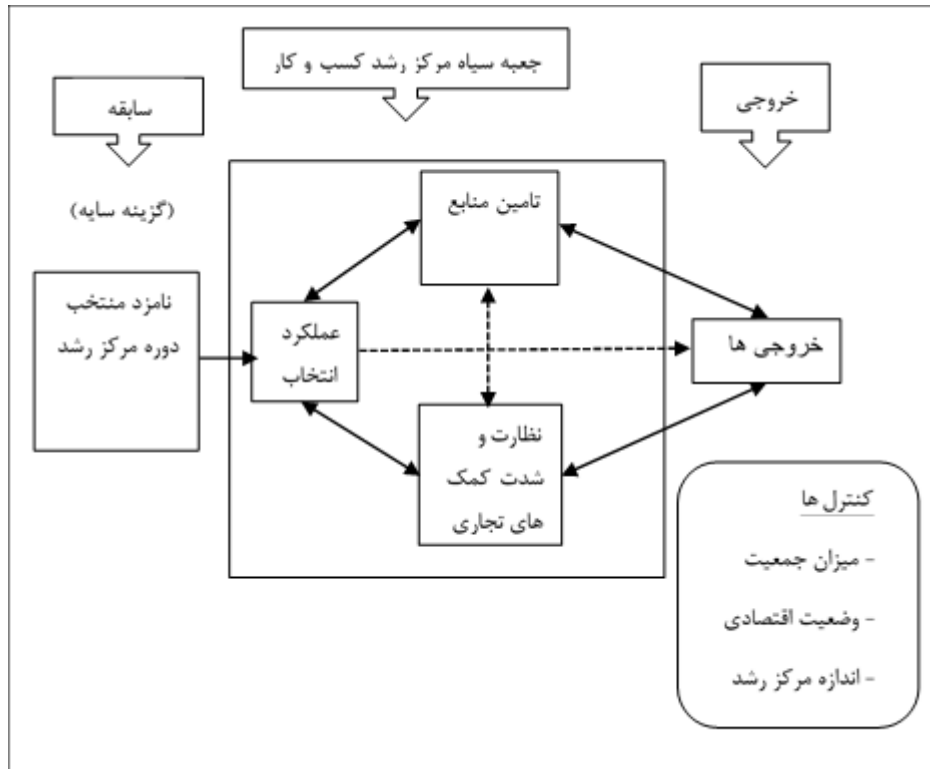 جعبه سیاه مرکز رشد کسب و کار
خروجی
سابقه
(گزینه سایه)
تامین منابع
نامزد منتخب
دوره مرکز رشد
عملکرد
انتخاب
خروجی ها
نظارت و
شدت کمک
های تجاری
کنترل ها
- میزان جمعیت
- وضعیت اقتصادی
- اندازه مرکز رشد